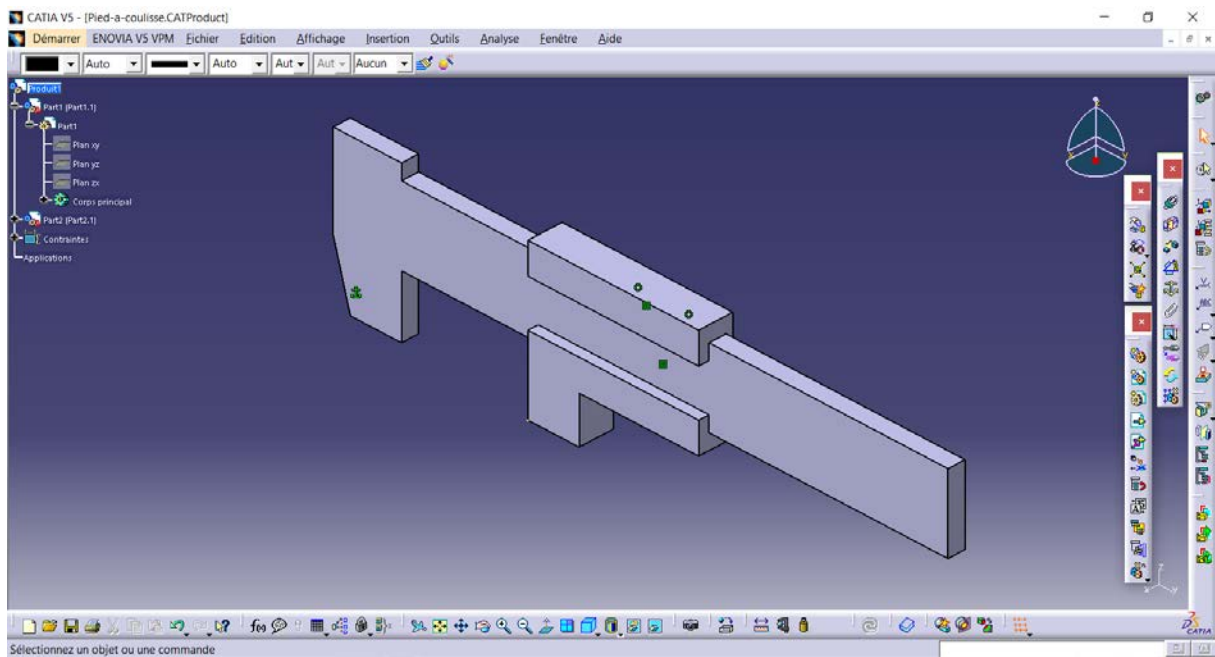 CATIA V5 - [Pied-a-coulisse.CATProduct]
Démarrer ENOVIA V5 VPM Fichier Edition Affichage Insertion Outils Analyse Fenêtre Aide
Auto Auto Aut Aut Aucun
Produit1
Part1 (Part1.1)
Part1
Plan xy
Plan yz
Plan zx
Corps principal
Part2 (Part2.1)
Contraintes
Applications
f(x)
CATIA
Sélectionnez un objet ou une commande